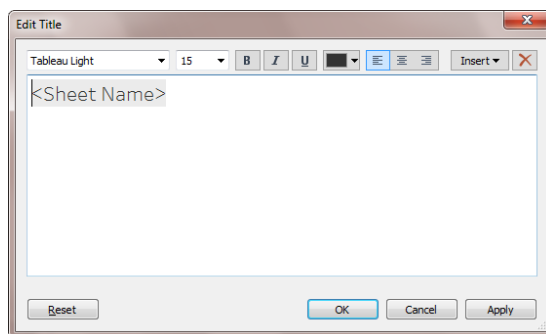 Edit Title
Tableau Light 15 B I U Insert
<Sheet Name>
Reset OK Cancel Apply